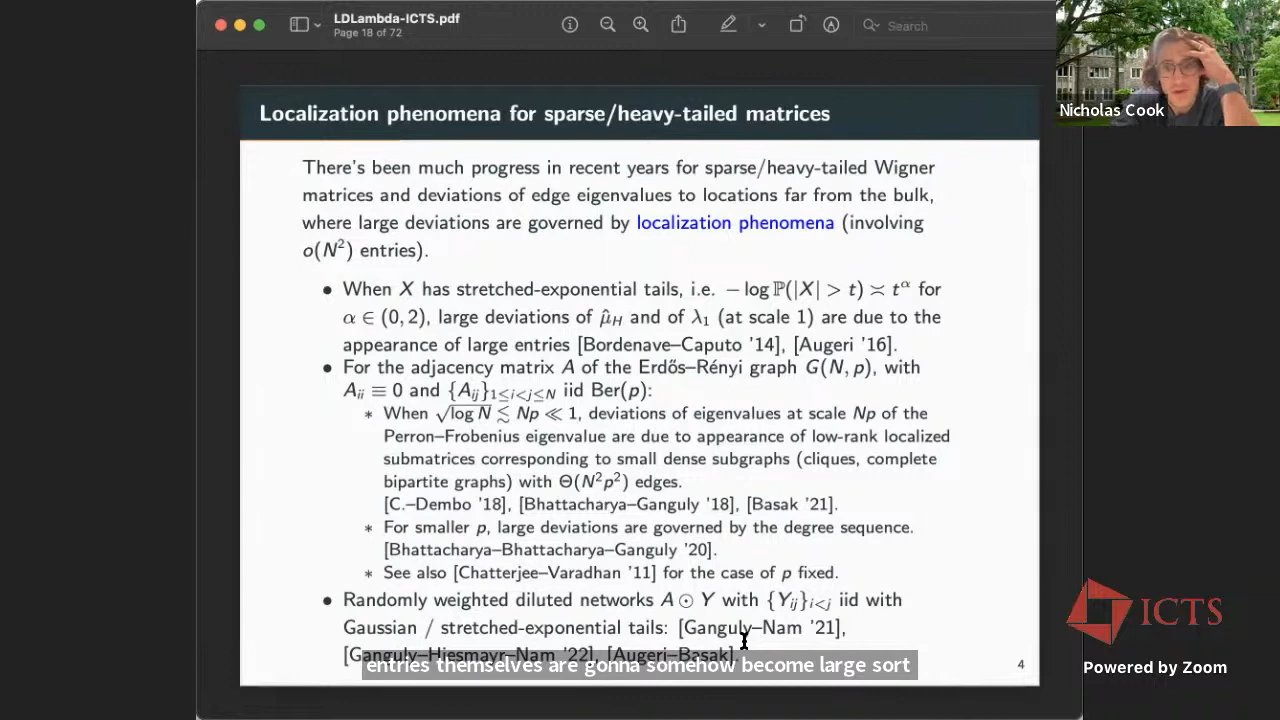 LDLambda-ICTS.pdf
Page 18 of 72
Search
Nicholas Cook
Localization phenomena for sparse/heavy-tailed matrices
There's been much progress in recent years for sparse/heavy-tailed Wigner
matrices and deviations of edge eigenvalues to locations far from the bulk,
where large deviations are governed by localization phenomena (involving
o(N²) entries).
• When X has stretched-exponential tails, i.e. − log ℙ(|X| > t) ≍ t^α for
α ∈ (0, 2), large deviations of μ̂_H and of λ₁ (at scale 1) are due to the
appearance of large entries [Bordenave–Caputo '14], [Augeri '16].
• For the adjacency matrix A of the Erdős–Rényi graph G(N, p), with
A_ii ≡ 0 and {A_ij}_{1≤i<j≤N} iid Ber(p):
* When √log N ≲ Np ≪ 1, deviations of eigenvalues at scale Np of the
Perron–Frobenius eigenvalue are due to appearance of low-rank localized
submatrices corresponding to small dense subgraphs (cliques, complete
bipartite graphs) with Θ(N²p²) edges.
[C.–Dembo '18], [Bhattacharya–Ganguly '18], [Basak '21].
* For smaller p, large deviations are governed by the degree sequence.
[Bhattacharya–Bhattacharya–Ganguly '20].
* See also [Chatterjee–Varadhan '11] for the case of p fixed.
• Randomly weighted diluted networks A ⊙ Y with {Y_ij}_{i<j} iid with
Gaussian / stretched-exponential tails: [Ganguly–Nam '21],
[Ganguly–Hiesmayr–Nam '22], [Augeri–Basak].
entries themselves are gonna somehow become large sort
4
ICTS
Powered by Zoom